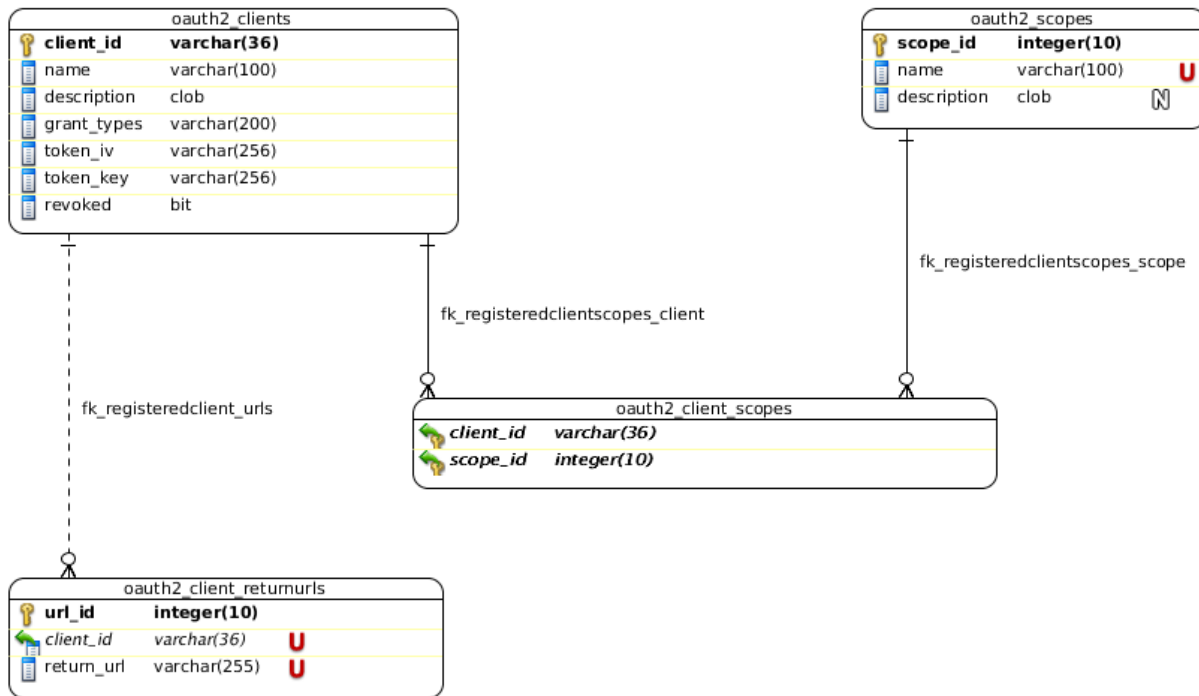 oauth2_clients
client_id varchar(36)
name varchar(100)
description clob
grant_types varchar(200)
token_iv varchar(256)
token_key varchar(256)
revoked bit
oauth2_scopes
scope_id integer(10)
name varchar(100) U
description clob N
fk_registeredclientscopes_scope
fk_registeredclientscopes_client
fk_registeredclient_urls
oauth2_client_scopes
client_id varchar(36)
scope_id integer(10)
oauth2_client_returnurls
url_id integer(10)
client_id varchar(36) U
return_url varchar(255) U